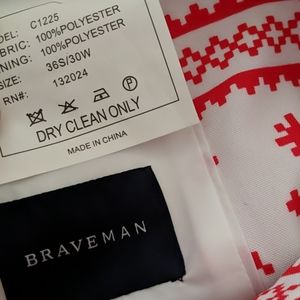 DEL: C1225
BRIC: 100%POLYESTER
NING: 100%POLYESTER
SIZE: 36S/30W
RN#: 132024
DRY CLEAN ONLY
MADE IN CHINA
BRAVEMAN